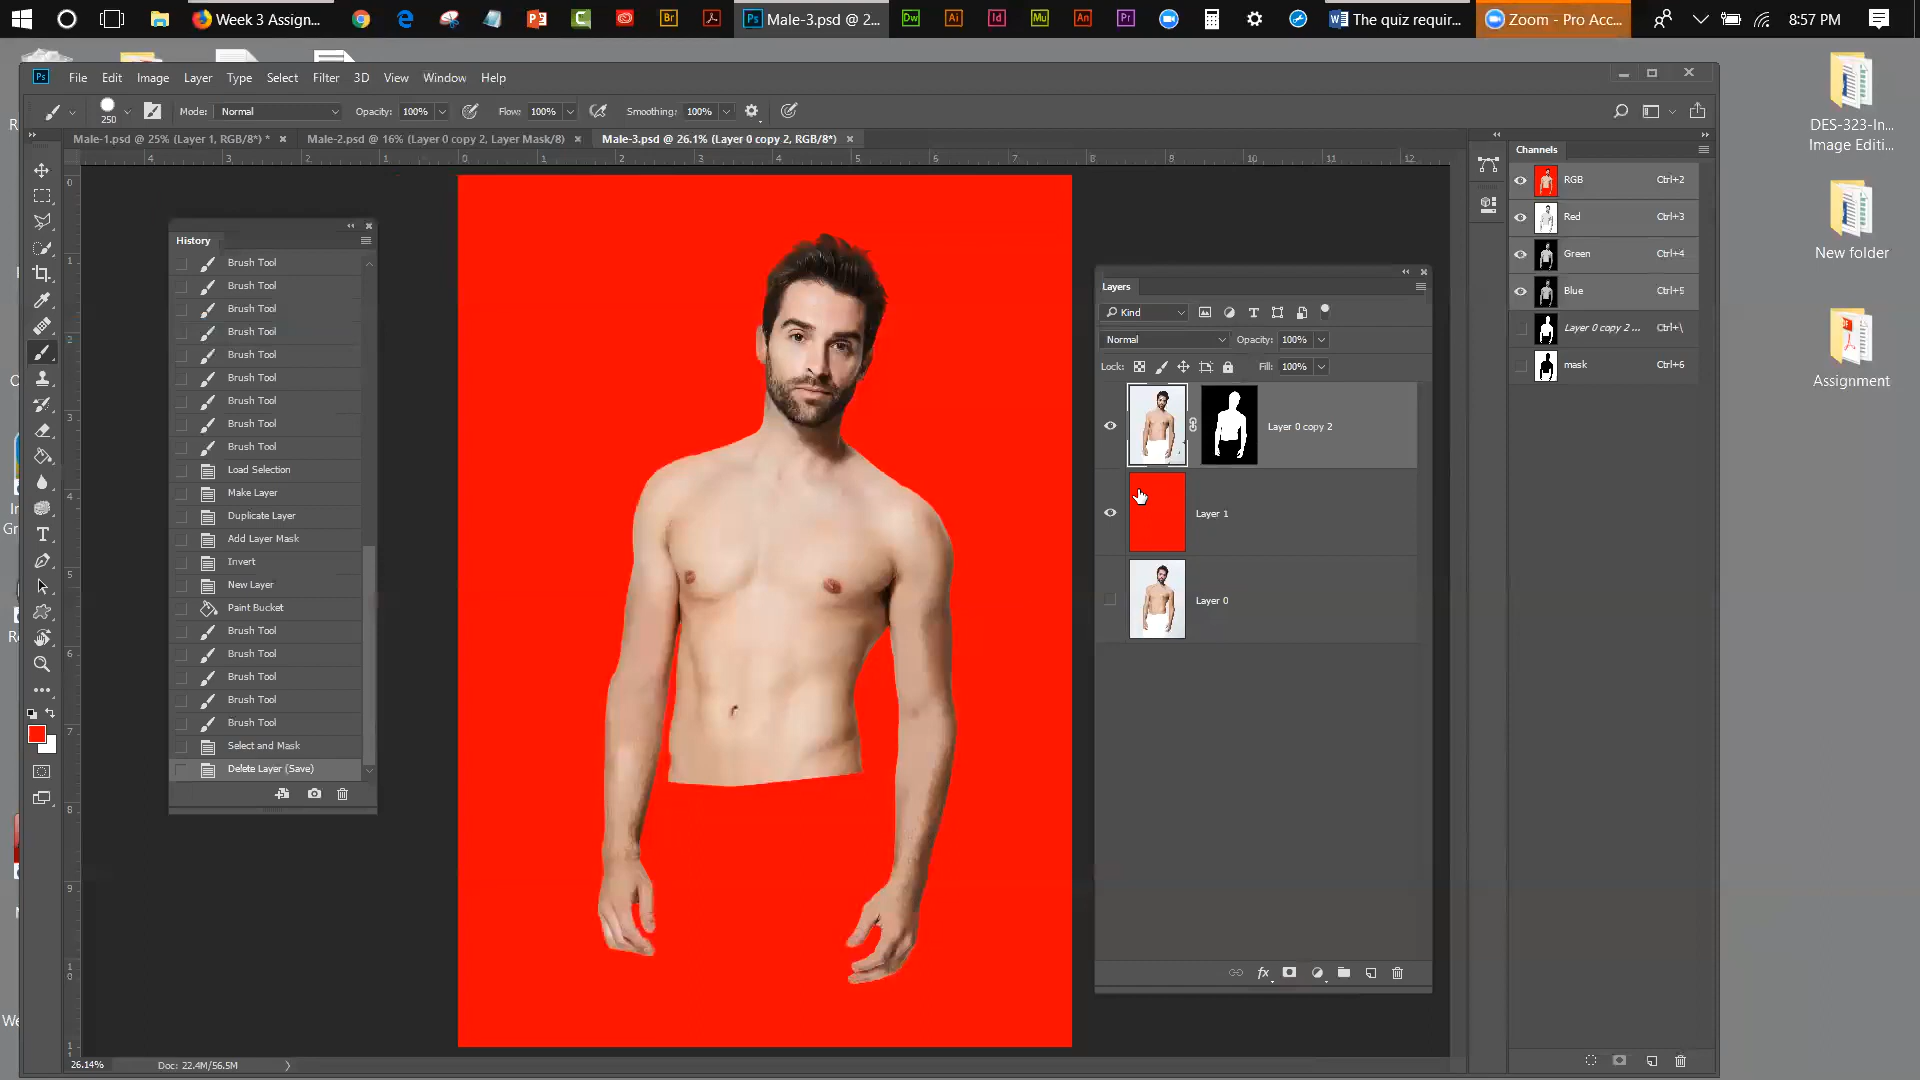 Week 3 Assign...
Male-3.psd @ 2...
The quiz requir...
Zoom - Pro Acc...
8:57 PM
File
Edit
Image
Layer
Type
Select
Filter
3D
View
Window
Help
250
Mode:
Normal
Opacity:
100%
Flow:
100%
Smoothing:
100%
Male-1.psd @ 25% (Layer 1, RGB/8*) *
Male-2.psd @ 16% (Layer 0 copy 2, Layer Mask/8)
Male-3.psd @ 26.1% (Layer 0 copy 2, RGB/8*)
History
Brush Tool
Brush Tool
Brush Tool
Brush Tool
Brush Tool
Brush Tool
Brush Tool
Brush Tool
Brush Tool
Load Selection
Make Layer
Duplicate Layer
Add Layer Mask
Invert
New Layer
Paint Bucket
Brush Tool
Brush Tool
Brush Tool
Brush Tool
Brush Tool
Select and Mask
Delete Layer (Save)
Layers
Kind
Normal
Opacity:
100%
Lock:
Fill:
100%
Layer 0 copy 2
Layer 1
Layer 0
Channels
RGB
Ctrl+2
Red
Ctrl+3
Green
Ctrl+4
Blue
Ctrl+5
Layer 0 copy 2 ...
Ctrl+\
mask
Ctrl+6
DES-323-In...
Image Editi...
New folder
Assignment
26.14%
Doc: 22.4M/56.5M